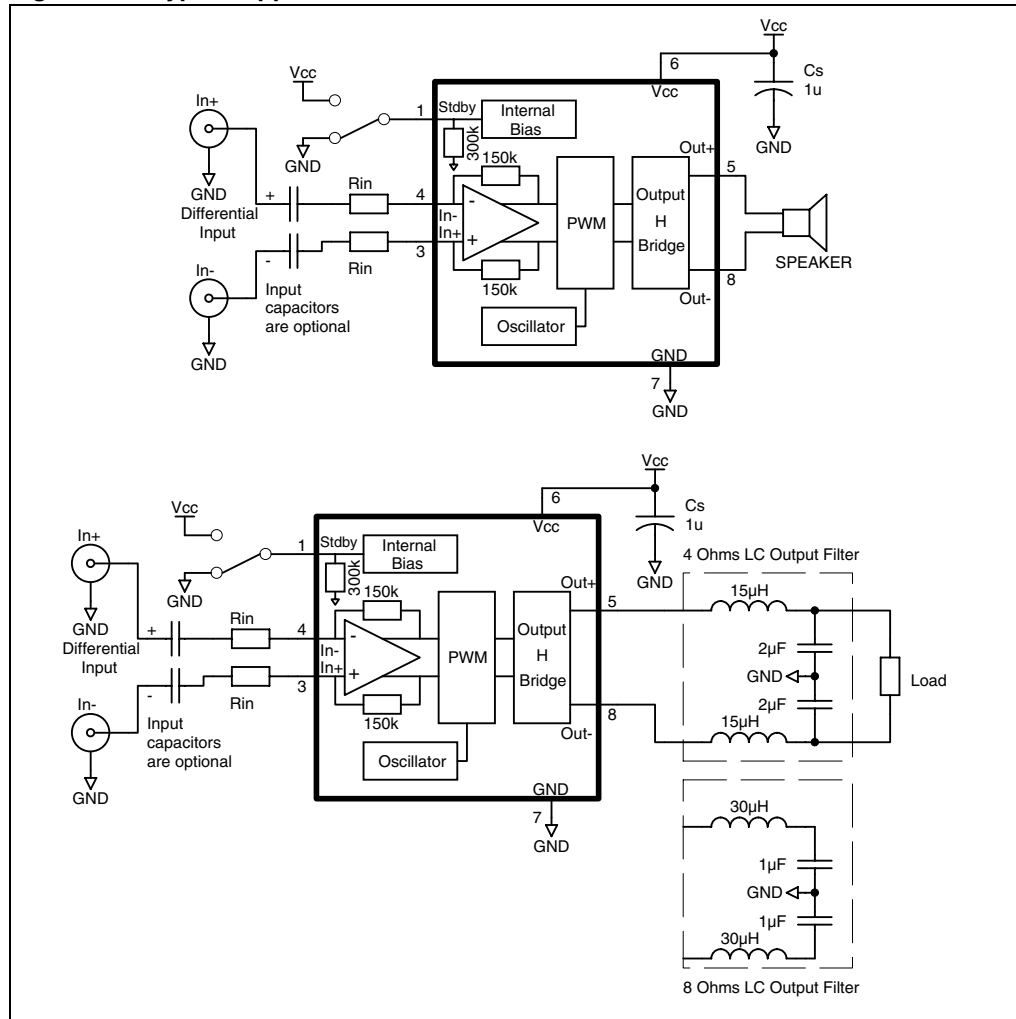 Vcc
6
Cs
1u
Vcc
GND
Vcc
In+
1
Stdby
Internal
Bias
GND
300k
150k
Out+
5
GND
Differential
Input
+
Rin
4
-
In-
In+
+
PWM
Output
H
Bridge
SPEAKER
-
Rin
3
150k
In-
Input
capacitors
are optional
Out-
8
Oscillator
GND
GND
7
GND
Vcc
6
Cs
1u
Vcc
GND
Vcc
In+
1
Stdby
Internal
Bias
GND
300k
150k
Out+
5
4 Ohms LC Output Filter
15µH
2µF
GND
2µF
15µH
Load
GND
Differential
Input
+
Rin
4
-
In-
In+
+
PWM
Output
H
Bridge
-
Rin
3
150k
In-
Input
capacitors
are optional
8
Out-
Oscillator
GND
GND
7
GND
30µH
1µF
GND
1µF
30µH
8 Ohms LC Output Filter